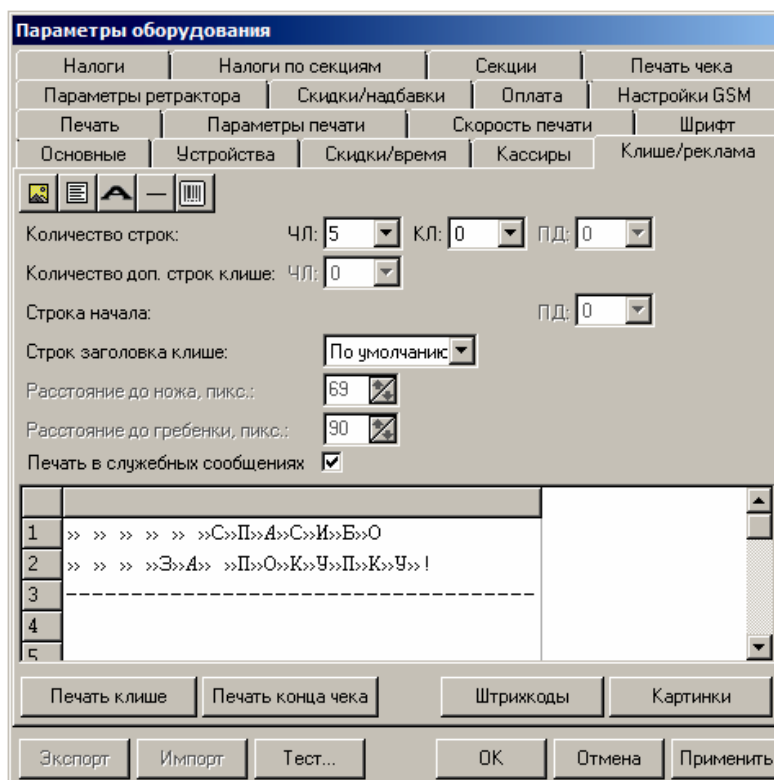 Параметры оборудования
Налоги Налоги по секциям Секции Печать чека
Параметры ретрактора Скидки/надбавки Оплата Настройки GSM
Печать Параметры печати Скорость печати Шрифт
Основные Устройства Скидки/время Кассиры Клише/реклама
Количество строк: ЧЛ: 5 КЛ: 0 ПД: 0
Количество доп. строк клише: ЧЛ: 0
Строка начала: ПД: 0
Строк заголовка клише: По умолчанию
Расстояние до ножа, пикс.: 69
Расстояние до гребенки, пикс.: 90
Печать в служебных сообщениях
1 » » » » » »С»П»А»С»И»Б»О
2 » » » »З»А» »П»О»К»У»П»К»У»!
3 ------------------------------------
4
5
Печать клише Печать конца чека Штрихкоды Картинки
Экспорт Импорт Тест... OK Отмена Применить